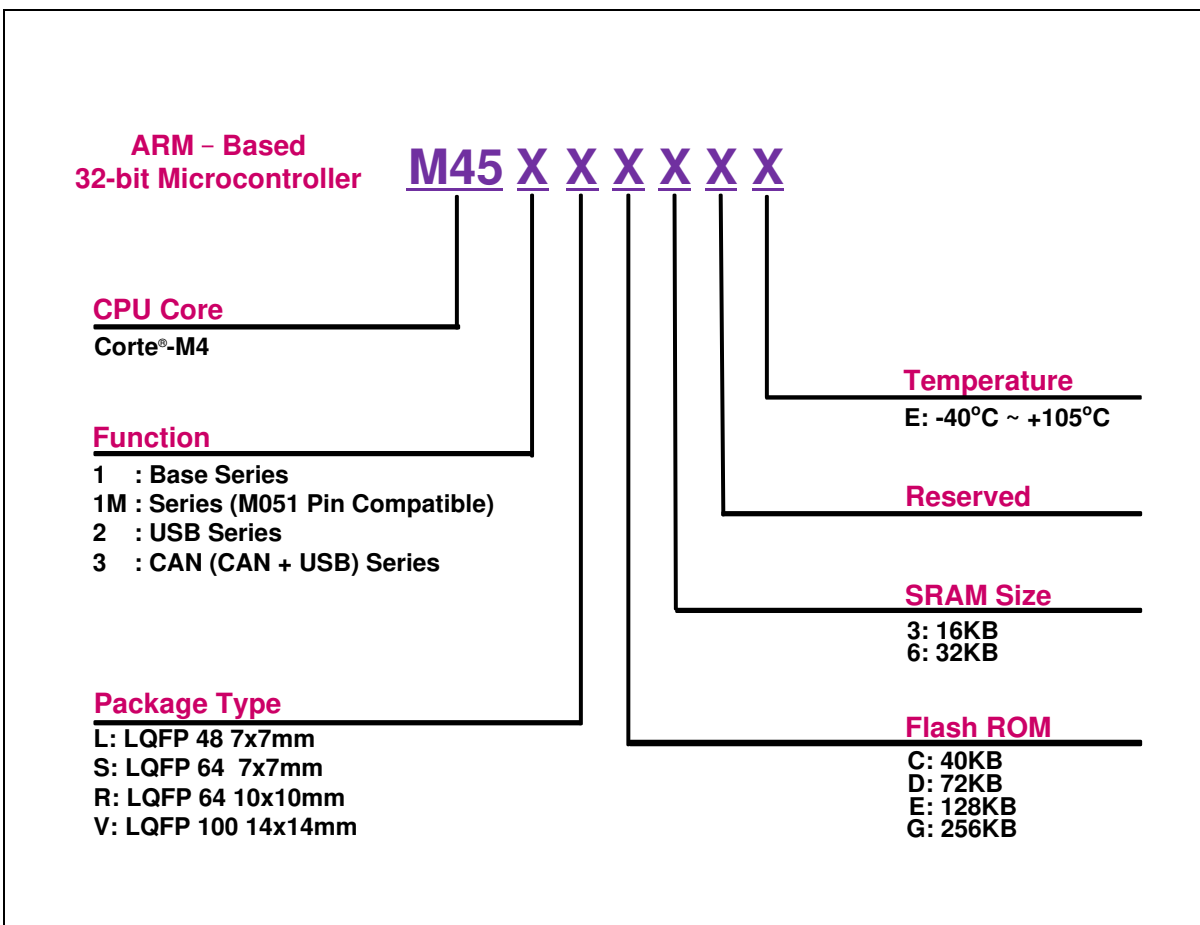 ARM – Based
32-bit Microcontroller
M45 X X X X X X
CPU Core
Corte®-M4
Function
1 : Base Series
1M : Series (M051 Pin Compatible)
2 : USB Series
3 : CAN (CAN + USB) Series
Package Type
L: LQFP 48 7x7mm
S: LQFP 64 7x7mm
R: LQFP 64 10x10mm
V: LQFP 100 14x14mm
Temperature
E: -40°C ~ +105°C
Reserved
SRAM Size
3: 16KB
6: 32KB
Flash ROM
C: 40KB
D: 72KB
E: 128KB
G: 256KB